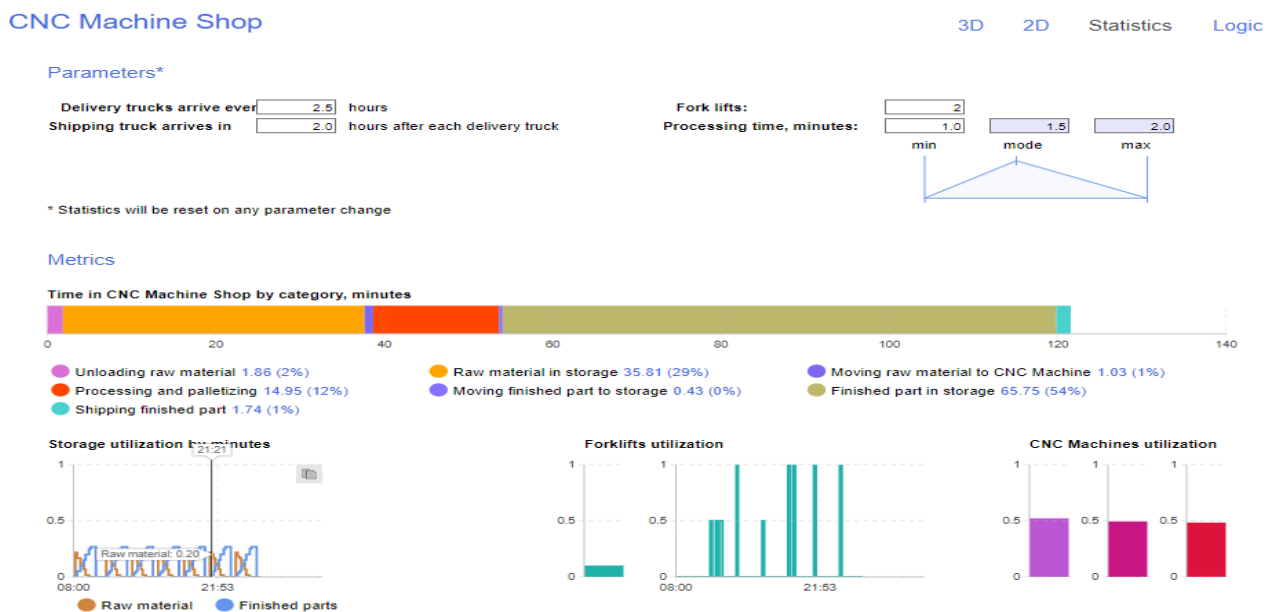 CNC Machine Shop
3D 2D Statistics Logic
Parameters*
Delivery trucks arrive ever 2.5 hours
Fork lifts: 2
Shipping truck arrives in 2.0 hours after each delivery truck
Processing time, minutes: 1.0 1.5 2.0
min mode max
* Statistics will be reset on any parameter change
Metrics
Time in CNC Machine Shop by category, minutes
0 20 40 60 80 100 120 140
Unloading raw material 1.86 (2%)
Raw material in storage 35.81 (29%)
Moving raw material to CNC Machine 1.03 (1%)
Processing and palletizing 14.95 (12%)
Moving finished part to storage 0.43 (0%)
Finished part in storage 65.75 (54%)
Shipping finished part 1.74 (1%)
Storage utilization by minutes
21:21
1
0.5
Raw material: 0.20
0
08:00 21:53
Raw material Finished parts
Forklifts utilization
1 1
0.5 0.5
0 0
08:00 21:53
CNC Machines utilization
1 1 1
0.5 0.5 0.5
0 0 0